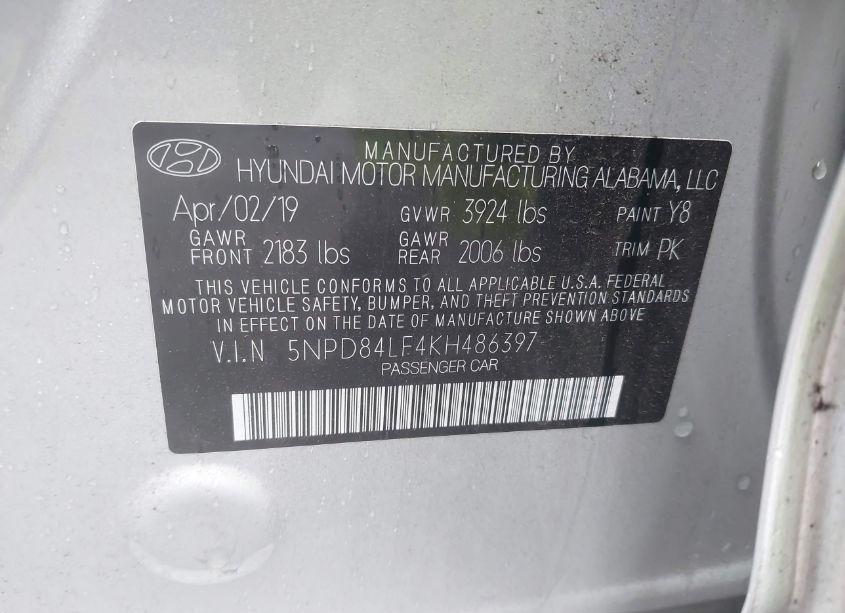 MANUFACTURED BY
HYUNDAI MOTOR MANUFACTURING ALABAMA, LLC
Apr/02/19 GVWR 3924 lbs PAINT Y8
GAWR FRONT 2183 lbs GAWR REAR 2006 lbs TRIM PK
THIS VEHICLE CONFORMS TO ALL APPLICABLE U.S.A. FEDERAL
MOTOR VEHICLE SAFETY, BUMPER, AND THEFT PREVENTION STANDARDS
IN EFFECT ON THE DATE OF MANUFACTURE SHOWN ABOVE
V.I.N 5NPD84LF4KH486397
PASSENGER CAR